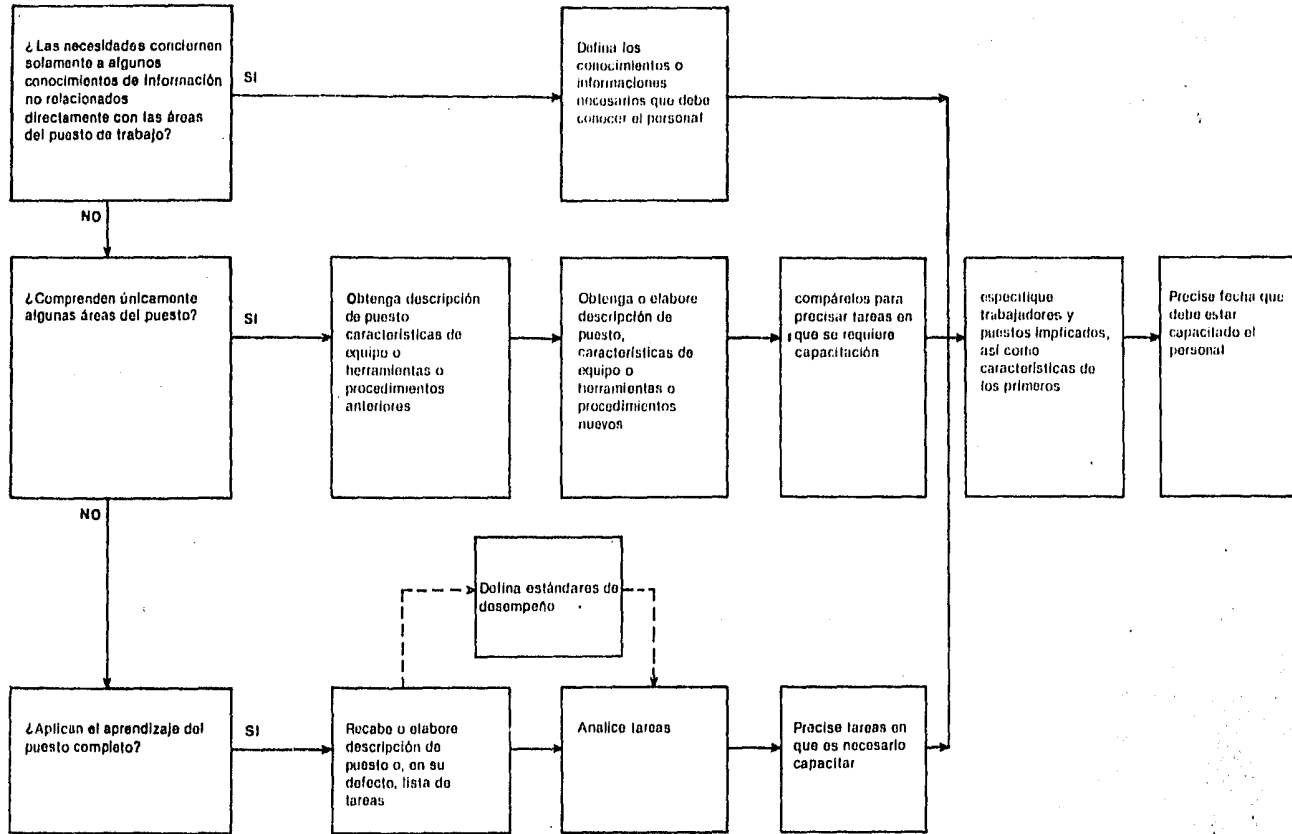 ¿Las necesidades conciernen
solamente a algunos
conocimientos de información
no relacionados
directamente con las áreas
del puesto de trabajo?
SI
Defina los
conocimientos o
informaciones
necesarios que debe
conocer el personal
NO
¿Comprenden únicamente
algunas áreas del puesto?
SI
Obtenga descripción
de puesto
características de
equipo o
herramientas o
procedimientos
anteriores
Obtenga o elabore
descripción de
puesto,
características de
equipo o
herramientas o
procedimientos
nuevos
compárelos para
precisar tareas en
que se requiere
capacitación
especifique
trabajadores y
puestos implicados,
así como
características de
los primeros
Precise fecha que
debe estar
capacitado el
personal
NO
Defina estándares de
desempeño
¿Aplican el aprendizaje del
puesto completo?
SI
Recabe o elabore
descripción de
puesto o, en su
defecto, lista de
tareas
Analice tareas
Precise tareas en
que es necesario
capacitar